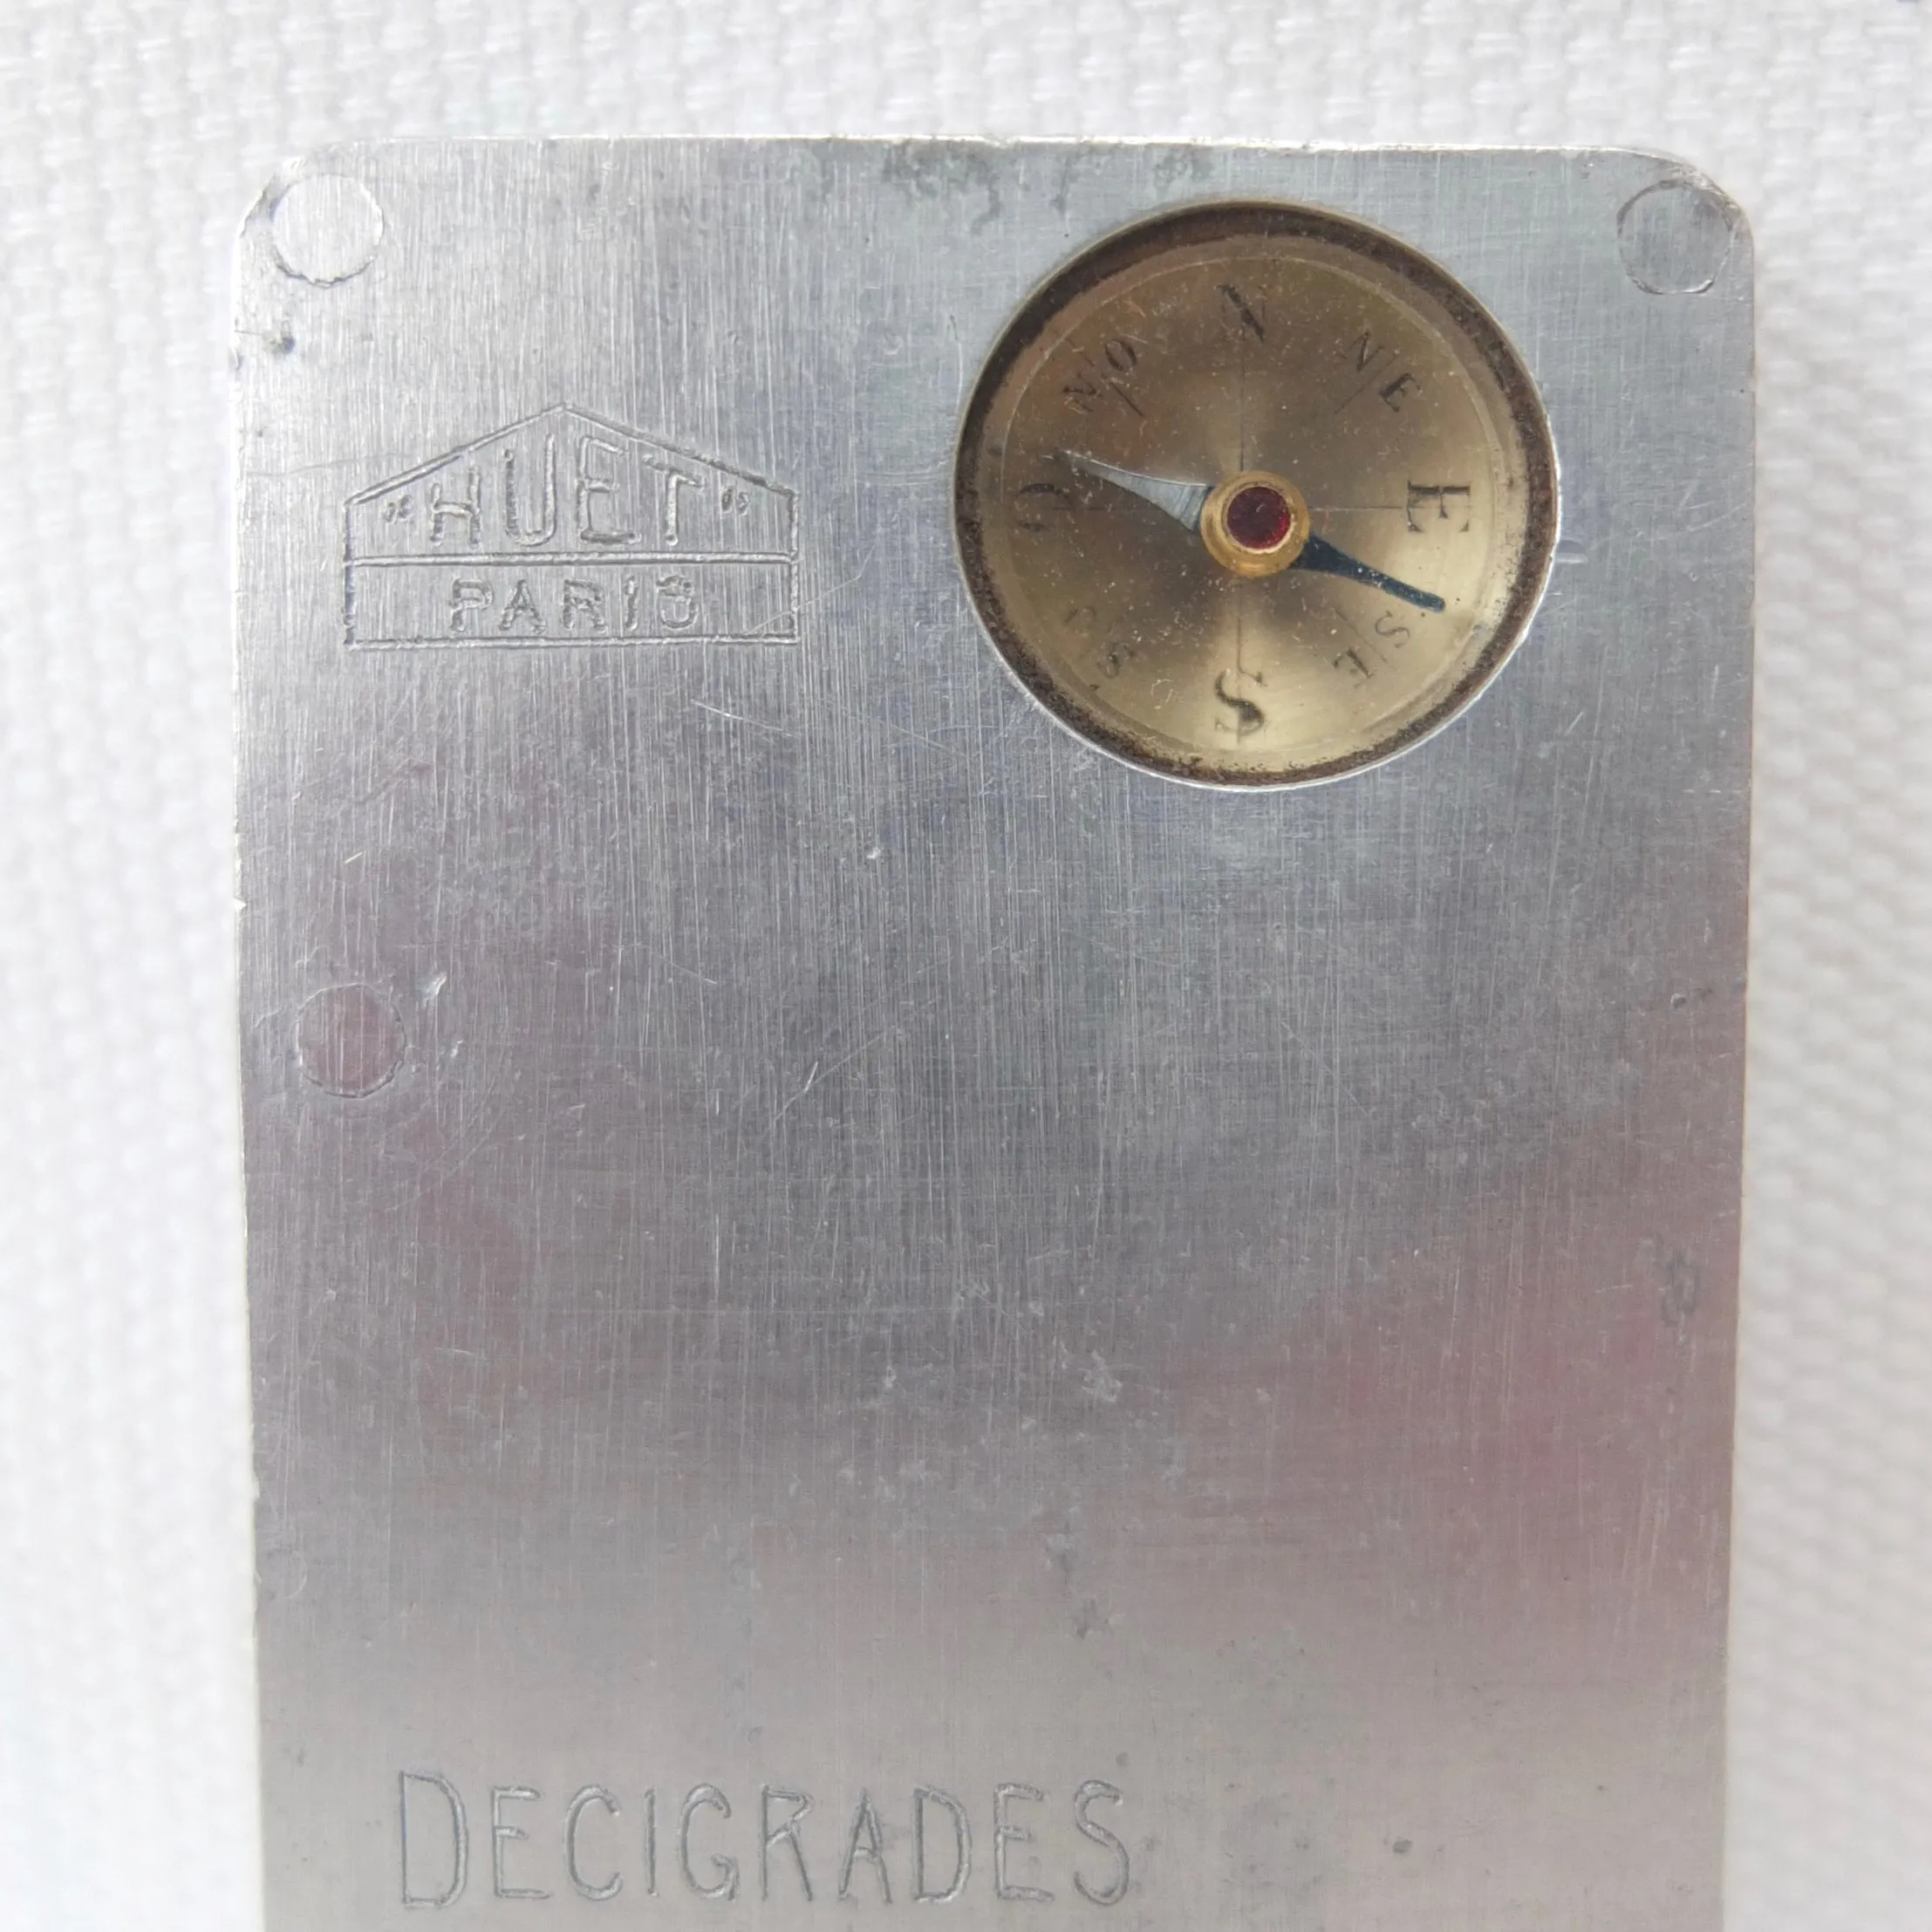 "HUET"
PARIS
N
NO
NE
O
E
SO
SE
S
DECIGRADES